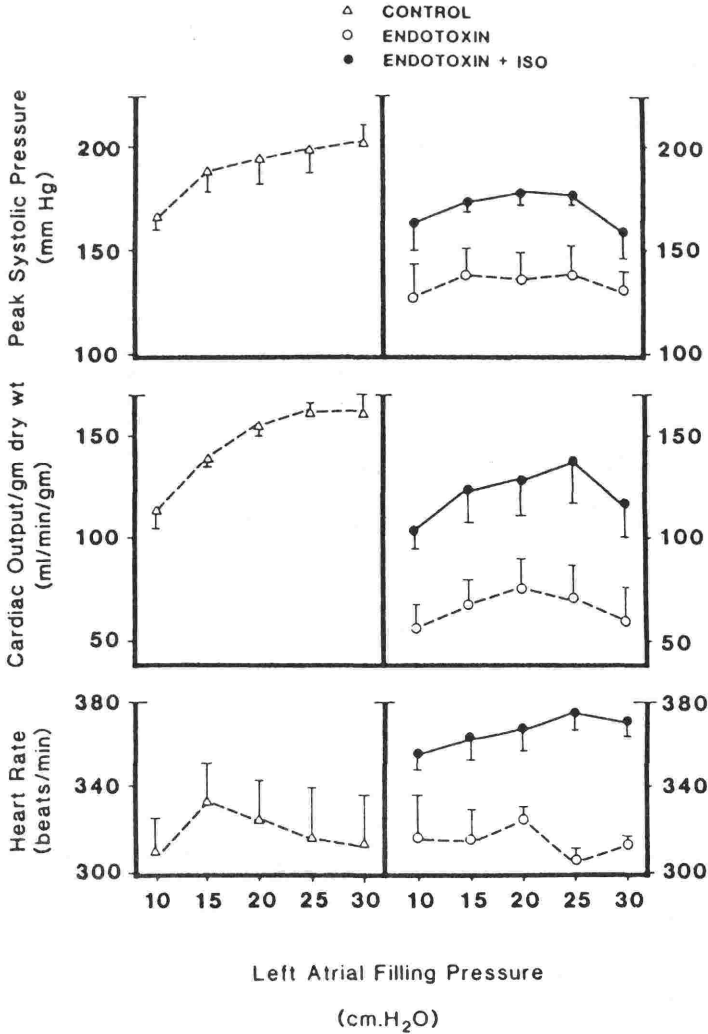 △ CONTROL
○ ENDOTOXIN
● ENDOTOXIN + ISO
Peak Systolic Pressure
(mm Hg)
200
150
100
200
150
100
Cardiac Output/gm dry wt
(ml/min/gm)
150
100
50
150
100
50
Heart Rate
(beats/min)
380
340
300
380
340
300
10 15 20 25 30 10 15 20 25 30
Left Atrial Filling Pressure
(cm.H₂O)